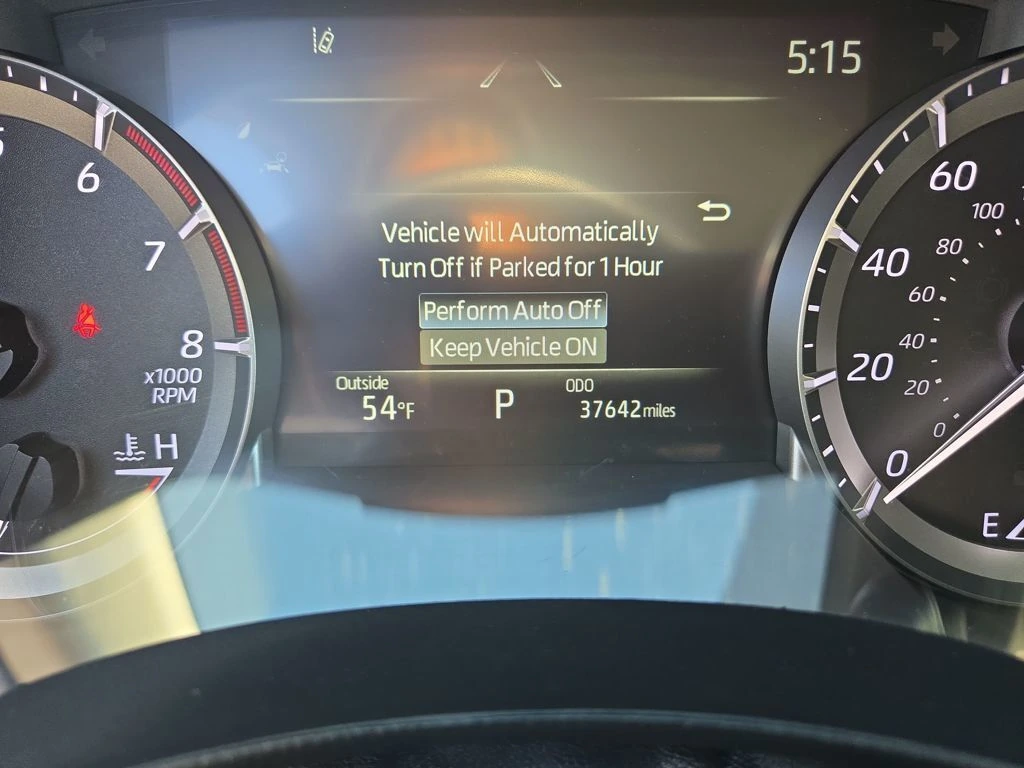 5:15
Vehicle will Automatically
Turn Off if Parked for 1 Hour
Perform Auto Off
Keep Vehicle ON
Outside
54°F
P
ODO
37642 miles
6
7
8
x1000
RPM
H
60
40
20
0
100
80
60
40
20
0
E